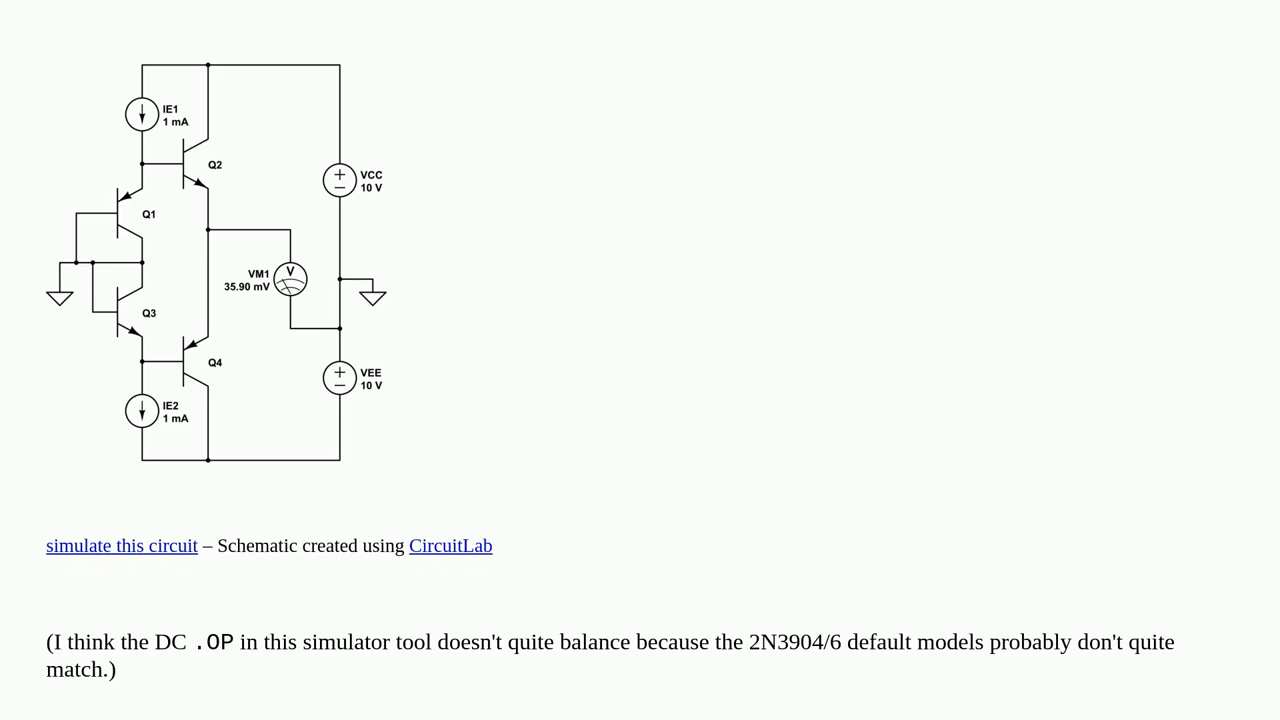 IE1
1 mA
Q2
VCC
10 V
Q1
VM1
35.90 mV
V
Q3
Q4
VEE
10 V
IE2
1 mA
simulate this circuit – Schematic created using CircuitLab
(I think the DC .OP in this simulator tool doesn't quite balance because the 2N3904/6 default models probably don't quite
match.)